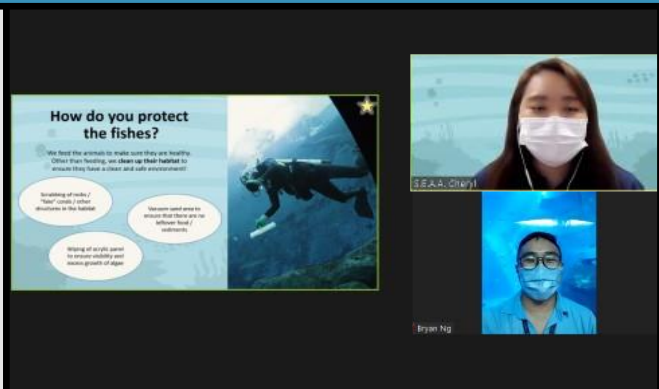 How do you protect
the fishes?
We feed the animals to make sure they are healthy.
Other than feeding, we clean up their habitat to
ensure they have a clean and safe environment!
Scrubbing of rocks /
"fake" corals / other
structures in the habitat
Vacuum sand area to
ensure that there are no
leftover food /
sediments
Wiping of acrylic panel
to ensure visibility and
excess growth of algae
S.E.A.A. Cheryl
Bryan Ng